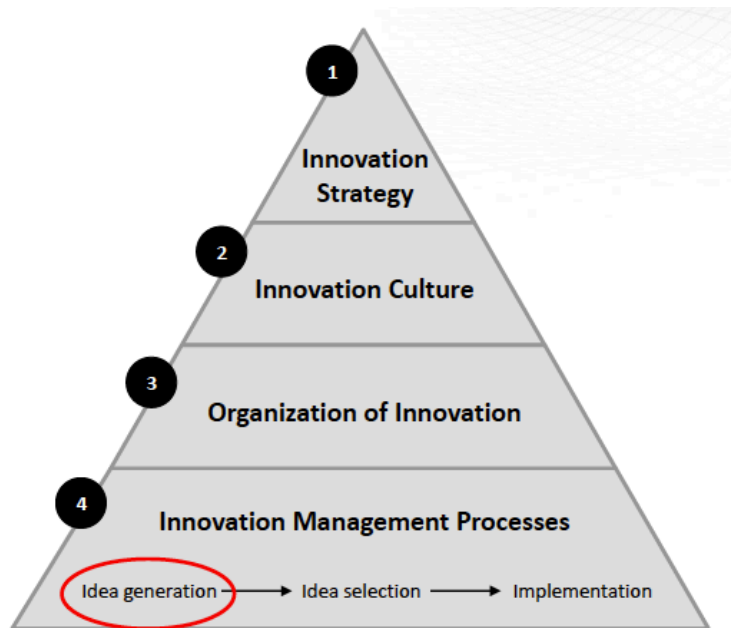 1
Innovation
Strategy
2
Innovation Culture
3
Organization of Innovation
4
Innovation Management Processes
Idea generation Idea selection Implementation